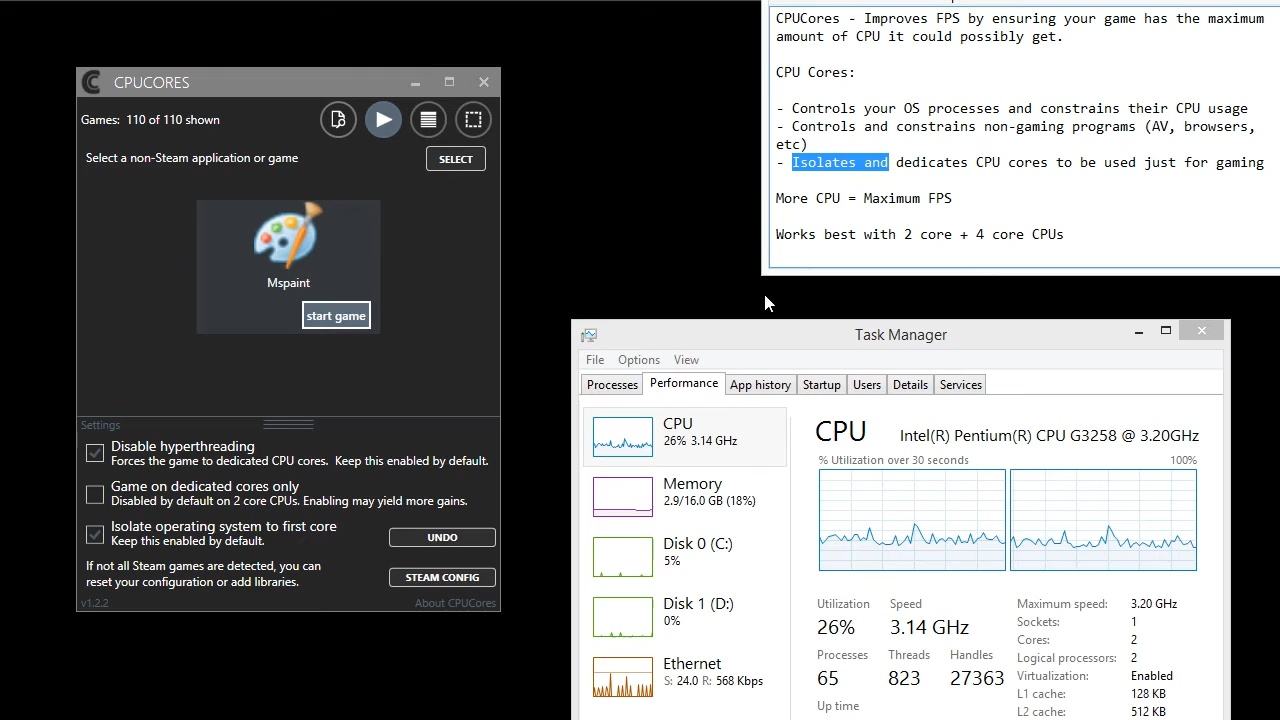 CPUCORES
Games: 110 of 110 shown
Select a non-Steam application or game
SELECT
Mspaint
start game
Settings
Disable hyperthreading
Forces the game to dedicated CPU cores. Keep this enabled by default.
Game on dedicated cores only
Disabled by default on 2 core CPUs. Enabling may yield more gains.
Isolate operating system to first core
Keep this enabled by default.
UNDO
If not all Steam games are detected, you can
reset your configuration or add libraries.
STEAM CONFIG
v1.2.2
About CPUCores
CPUCores - Improves FPS by ensuring your game has the maximum
amount of CPU it could possibly get.
CPU Cores:
- Controls your OS processes and constrains their CPU usage
- Controls and constrains non-gaming programs (AV, browsers,
etc)
- Isolates and dedicates CPU cores to be used just for gaming
More CPU = Maximum FPS
Works best with 2 core + 4 core CPUs
Task Manager
File Options View
Processes Performance App history Startup Users Details Services
CPU
26% 3.14 GHz
Memory
2.9/16.0 GB (18%)
Disk 0 (C:)
5%
Disk 1 (D:)
0%
Ethernet
S: 24.0 R: 568 Kbps
CPU Intel(R) Pentium(R) CPU G3258 @ 3.20GHz
% Utilization over 30 seconds 100%
Utilization Speed
26% 3.14 GHz
Processes Threads Handles
65 823 27363
Up time
Maximum speed: 3.20 GHz
Sockets: 1
Cores: 2
Logical processors: 2
Virtualization: Enabled
L1 cache: 128 KB
L2 cache: 512 KB